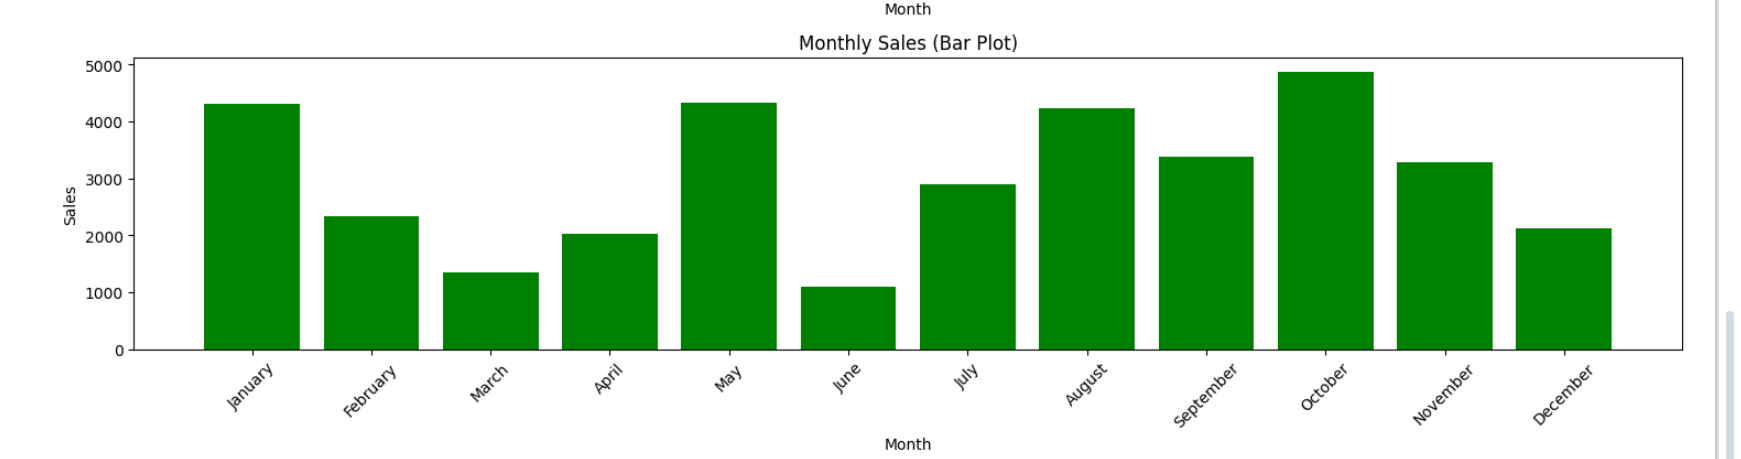 Month
Monthly Sales (Bar Plot)
5000
4000
3000
2000
1000
0
Sales
January
February
March
April
May
June
July
August
September
October
November
December
Month